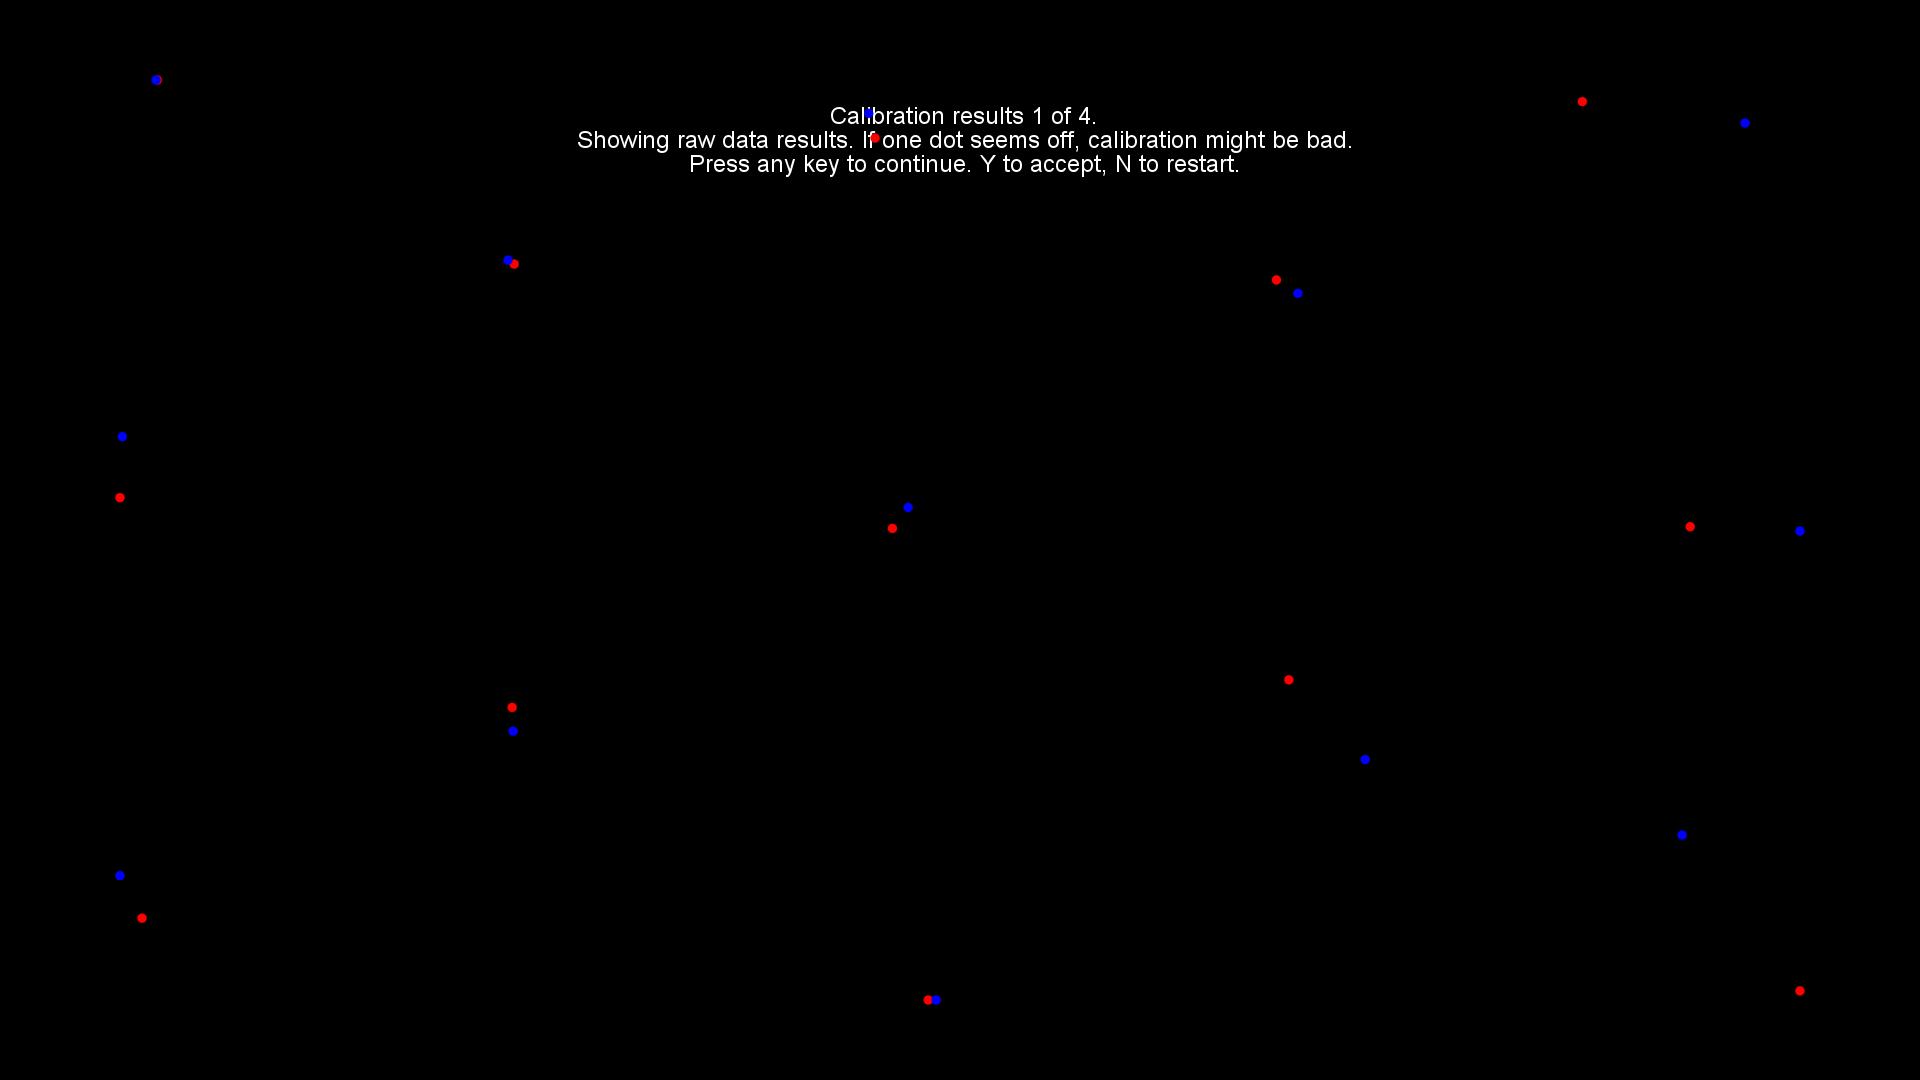 Calibration results 1 of 4.
Showing raw data results. If one dot seems off, calibration might be bad.
Press any key to continue. Y to accept, N to restart.